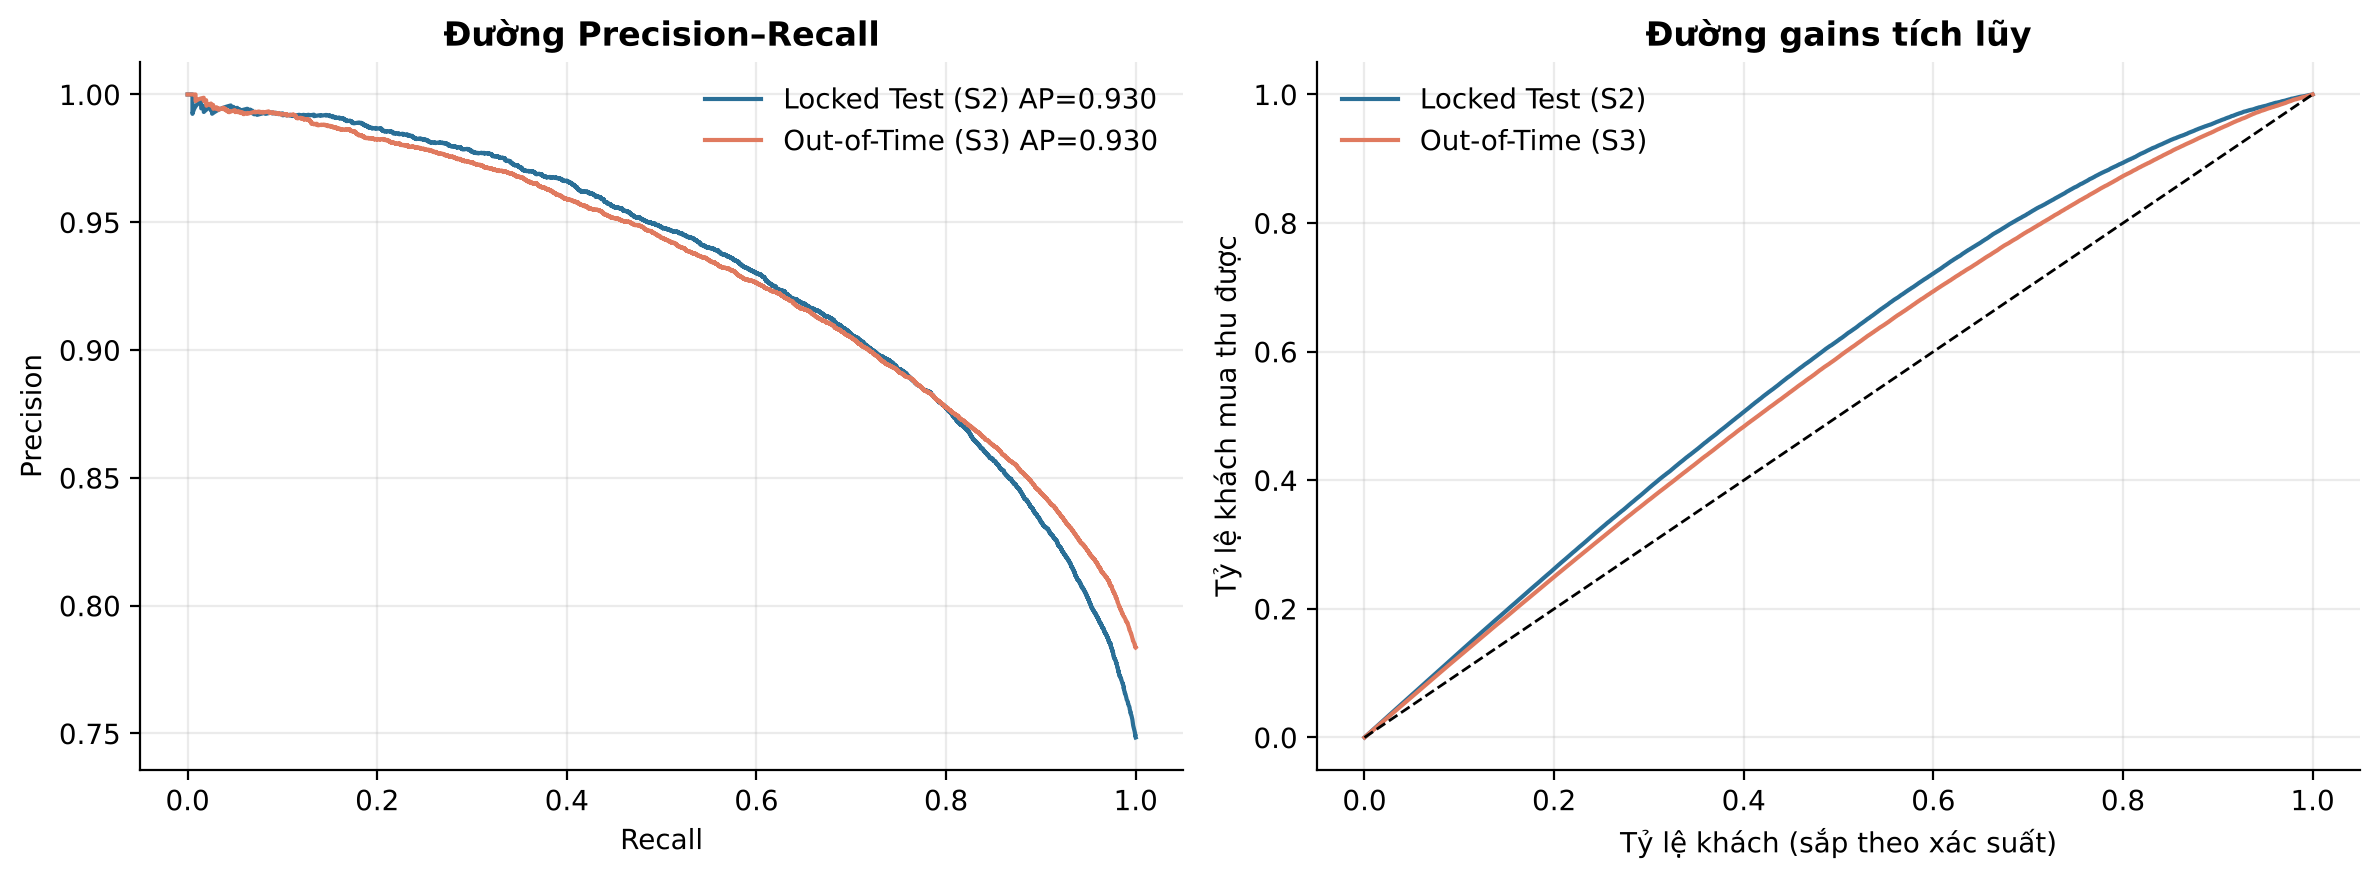 Đường Precision–Recall
Locked Test (S2) AP=0.930
Out-of-Time (S3) AP=0.930
1.00
0.95
0.90
0.85
0.80
0.75
Precision
0.0 0.2 0.4 0.6 0.8 1.0
Recall
Đường gains tích lũy
Locked Test (S2)
Out-of-Time (S3)
1.0
0.8
0.6
0.4
0.2
0.0
Tỷ lệ khách mua thu được
0.0 0.2 0.4 0.6 0.8 1.0
Tỷ lệ khách (sắp theo xác suất)